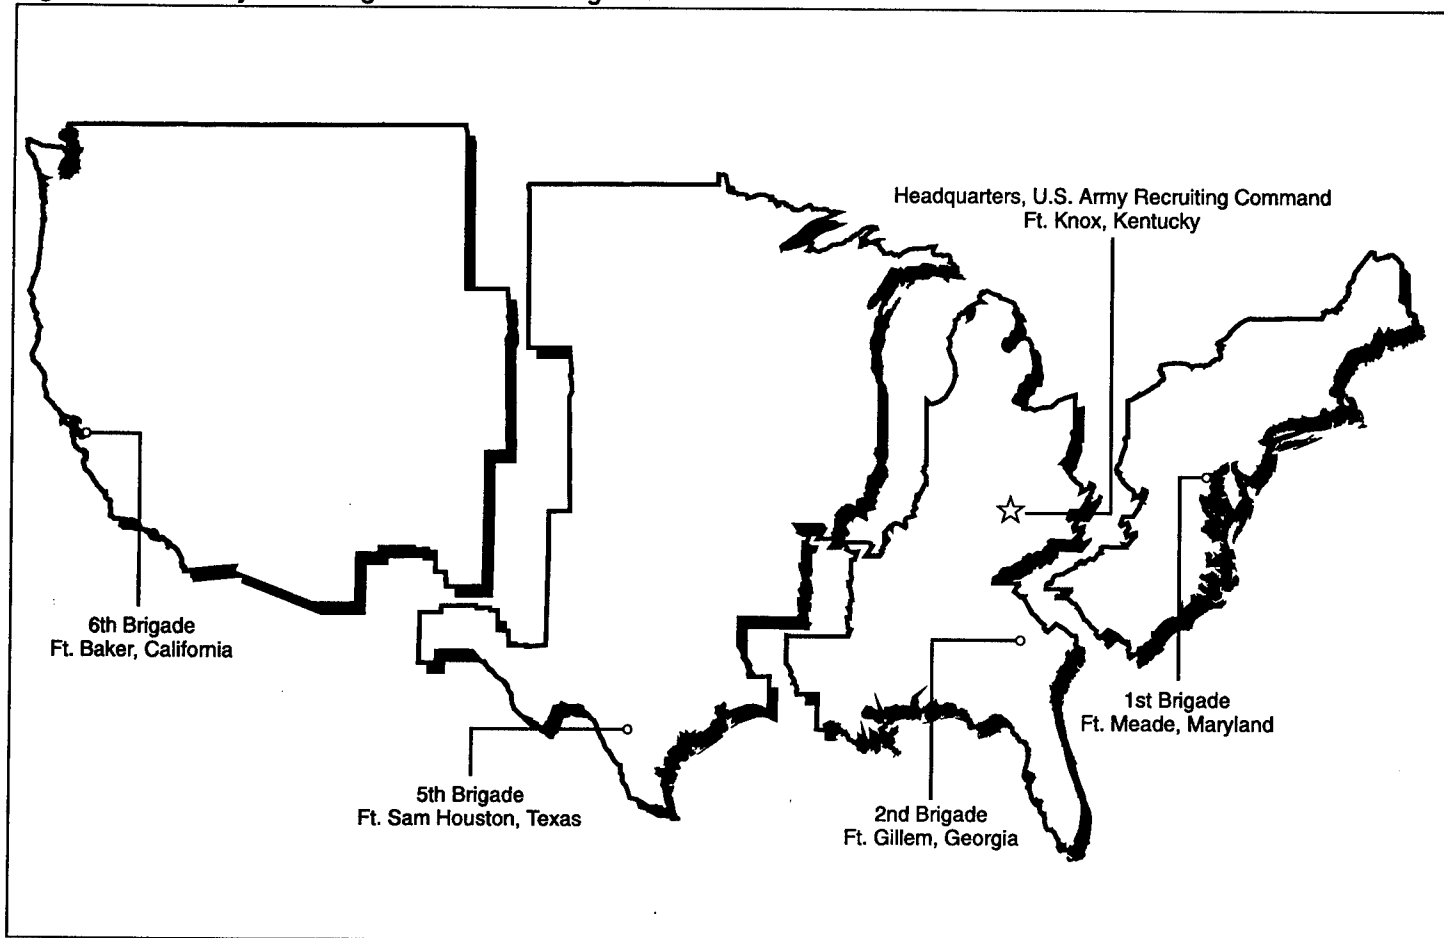 Headquarters, U.S. Army Recruiting Command
Ft. Knox, Kentucky
6th Brigade
Ft. Baker, California
1st Brigade
Ft. Meade, Maryland
5th Brigade
Ft. Sam Houston, Texas
2nd Brigade
Ft. Gillem, Georgia